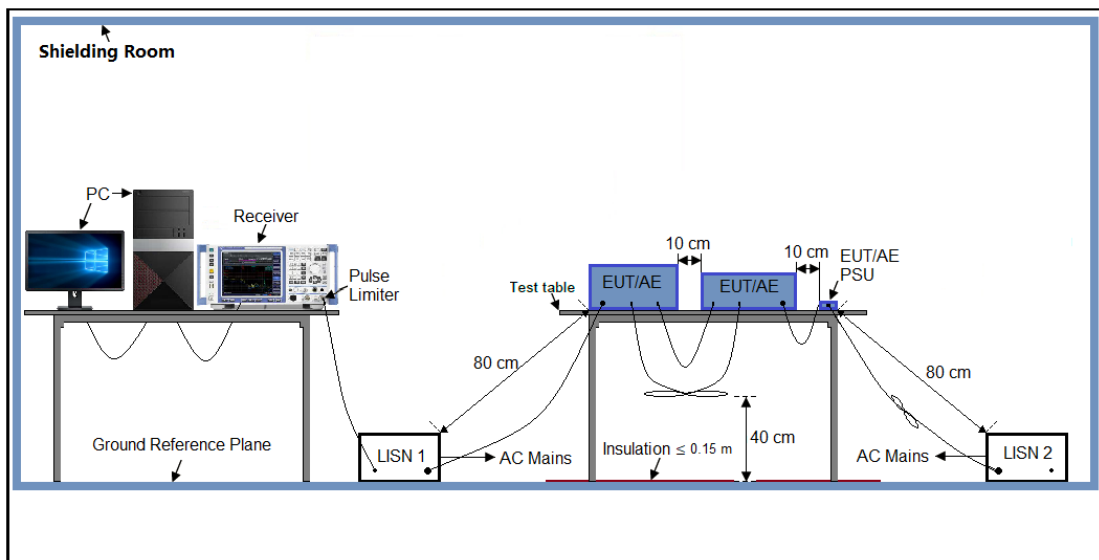 Shielding Room
PC
Receiver
Pulse
Limiter
10 cm
10 cm
EUT/AE
PSU
EUT/AE
EUT/AE
Test table
80 cm
80 cm
40 cm
Ground Reference Plane
LISN 1
AC Mains
Insulation ≤ 0.15 m
AC Mains
LISN 2